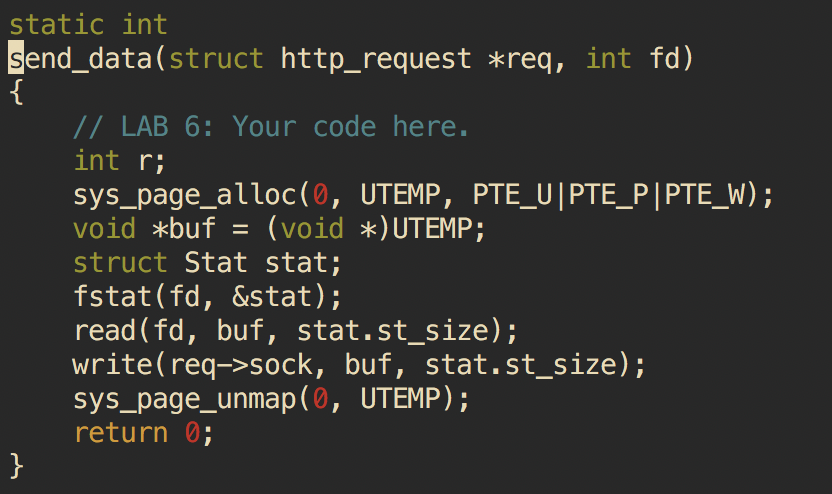 static int
send_data(struct http_request *req, int fd)
{
    // LAB 6: Your code here.
    int r;
    sys_page_alloc(0, UTEMP, PTE_U|PTE_P|PTE_W);
    void *buf = (void *)UTEMP;
    struct Stat stat;
    fstat(fd, &stat);
    read(fd, buf, stat.st_size);
    write(req->sock, buf, stat.st_size);
    sys_page_unmap(0, UTEMP);
    return 0;
}